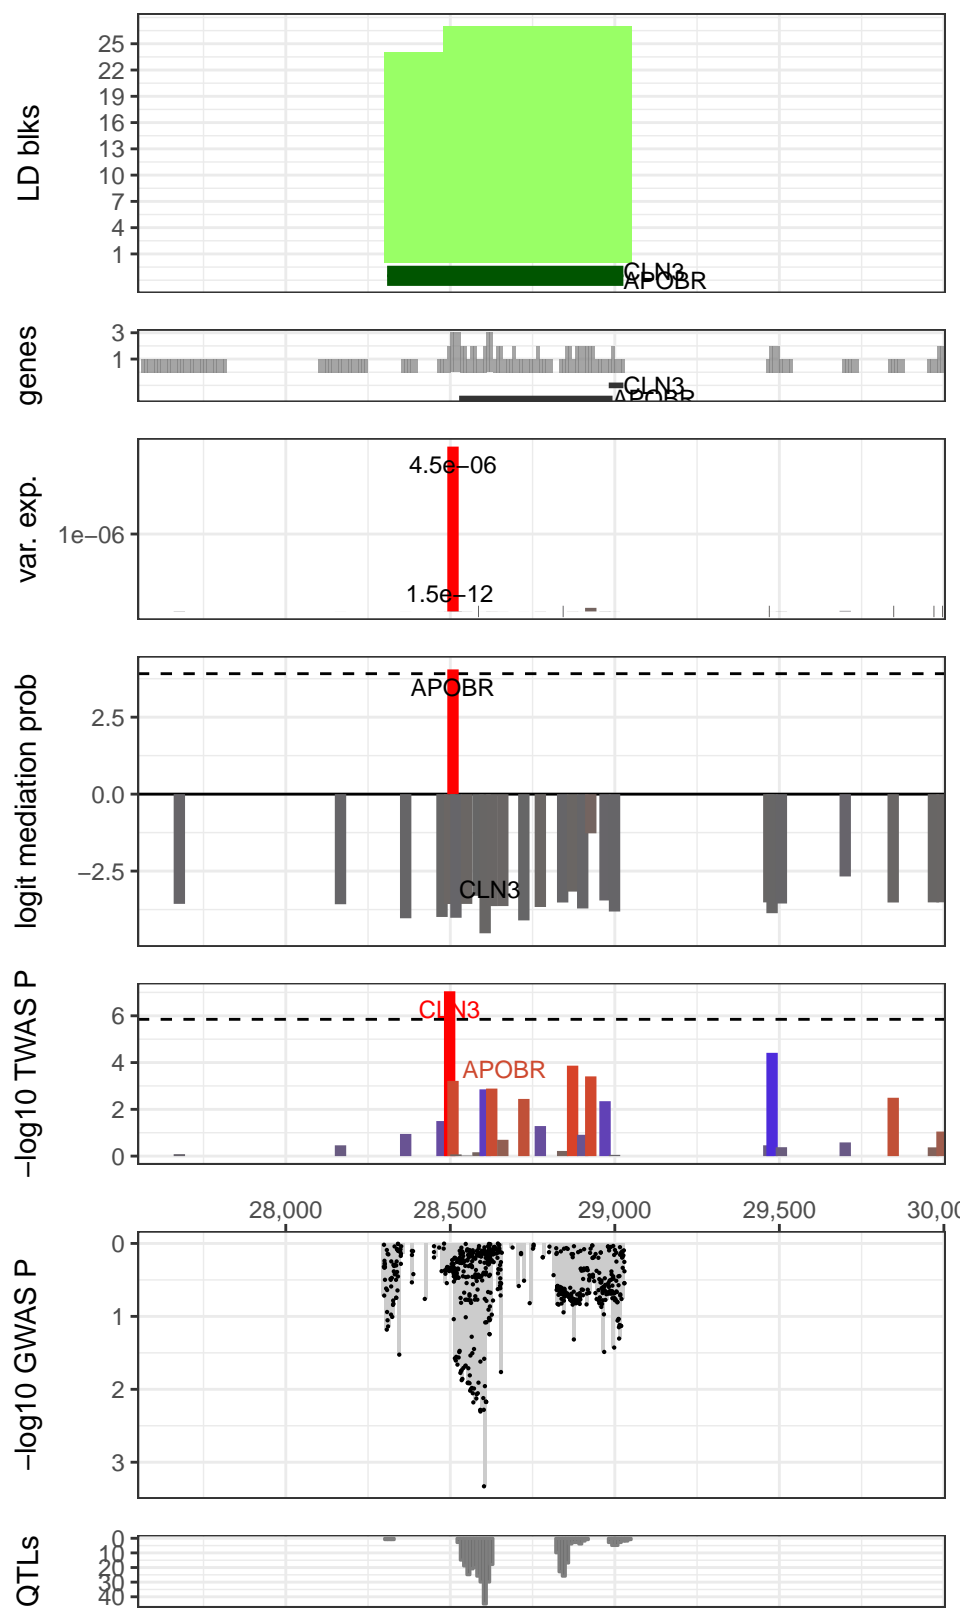 LD blks
25
22
19
16
13
10
7
4
1
CLN3
APOBR
genes
3
1
CLN3
APOBR
var. exp.
1e−06
4.5e−06
1.5e−12
logit mediation prob
2.5
0.0
−2.5
APOBR
CLN3
−log10 TWAS P
6
4
2
0
CLN3
APOBR
28,000 28,500 29,000 29,500 30,00
−log10 GWAS P
0
1
2
3
QTLs
0
10
20
30
40